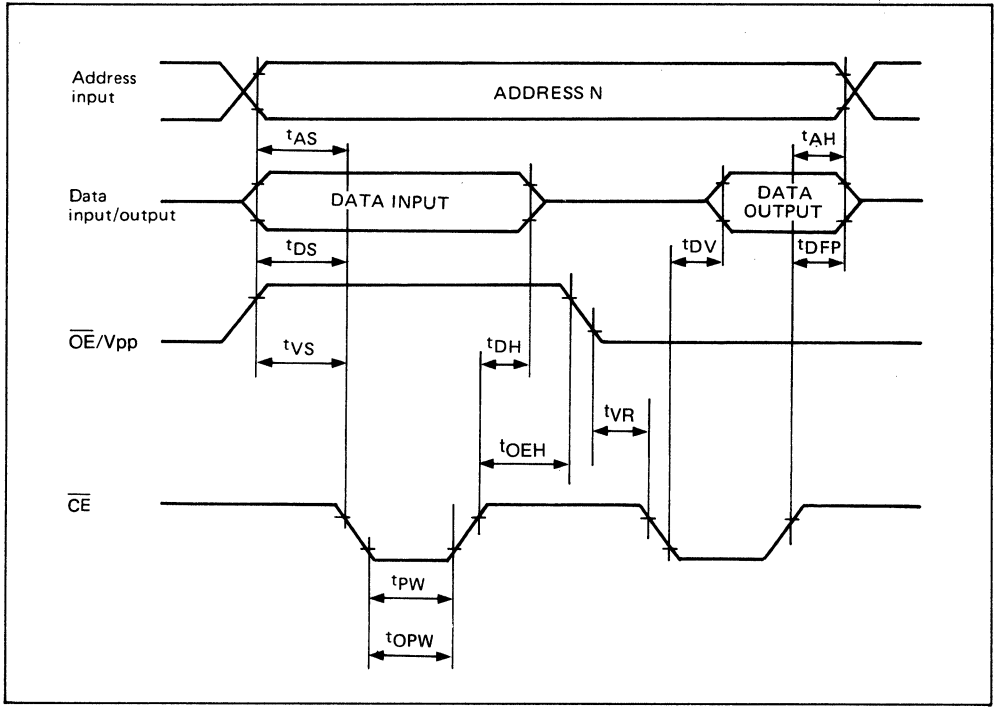 Address
input
ADDRESS N
tAS
tAH
Data
input/output
DATA INPUT
DATA
OUTPUT
tDS
tDV
tDFP
OE/Vpp
tVS
tDH
tVR
tOEH
CE
tPW
tOPW